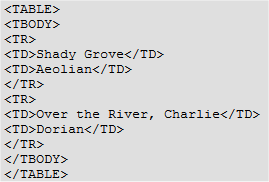 <TABLE>
<TBODY>
<TR>
<TD>Shady Grove</TD>
<TD>Aeolian</TD>
</TR>
<TR>
<TD>Over the River, Charlie</TD>
<TD>Dorian</TD>
</TR>
</TBODY>
</TABLE>